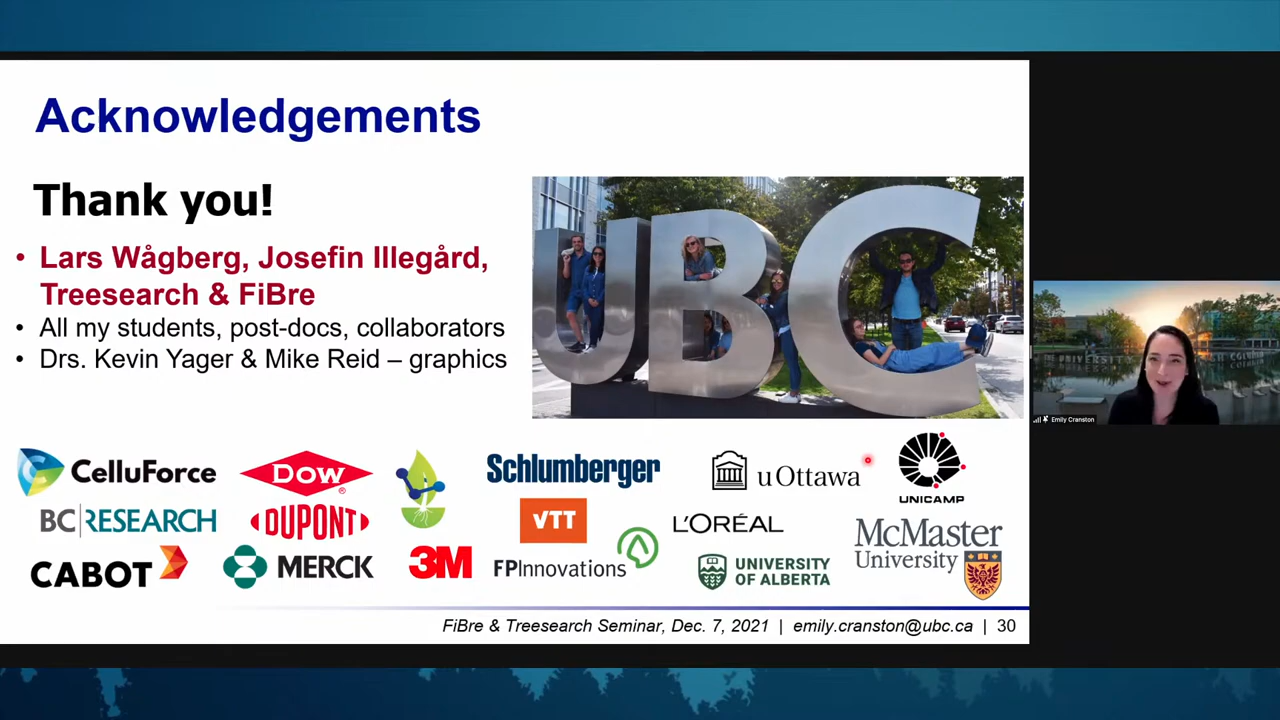 Acknowledgements
Thank you!
• Lars Wågberg, Josefin Illegård,
Treesearch & FiBre
• All my students, post-docs, collaborators
• Drs. Kevin Yager & Mike Reid – graphics
UBC
CelluForce
DOW
®
Schlumberger
uOttawa
UNICAMP
BC|RESEARCH
DUPONT
VTT
L'ORÉAL
McMaster
University
CABOT
MERCK
3M
FPInnovations
UNIVERSITY
OF ALBERTA
FiBre & Treesearch Seminar, Dec. 7, 2021 | emily.cranston@ubc.ca | 30
Emily Cranston